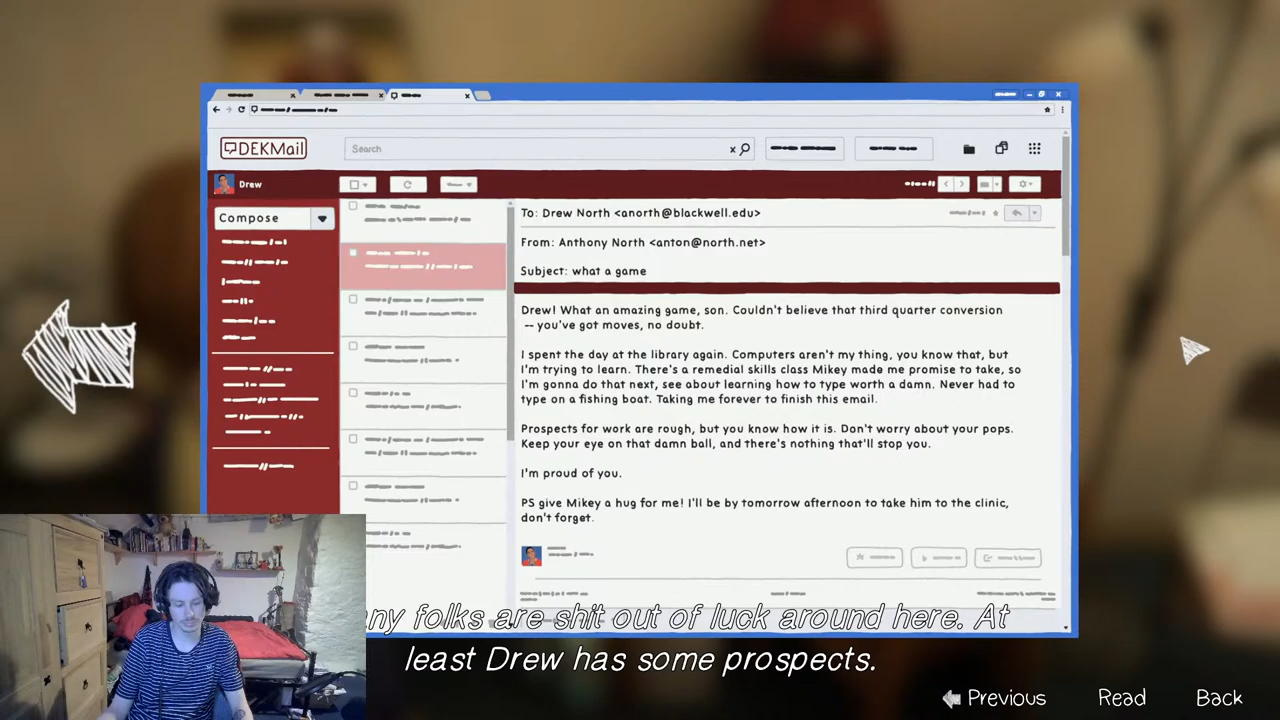 DEKMail
Search
Drew
Compose
To: Drew North <anorth@blackwell.edu>
From: Anthony North <anton@north.net>
Subject: what a game
Drew! What an amazing game, son. Couldn't believe that third quarter conversion
-- you've got moves, no doubt.
I spent the day at the library again. Computers aren't my thing, you know that, but
I'm trying to learn. There's a remedial skills class Mikey made me promise to take, so
I'm gonna do that next, see about learning how to type worth a damn. Never had to
type on a fishing boat. Taking me forever to finish this email.
Prospects for work are rough, but you know how it is. Don't worry about your pops.
Keep your eye on that damn ball, and there's nothing that'll stop you.
I'm proud of you.
PS give Mikey a hug for me! I'll be by tomorrow afternoon to take him to the clinic,
don't forget.
folks are shit out of luck around here. At
least Drew has some prospects.
Previous
Read
Back